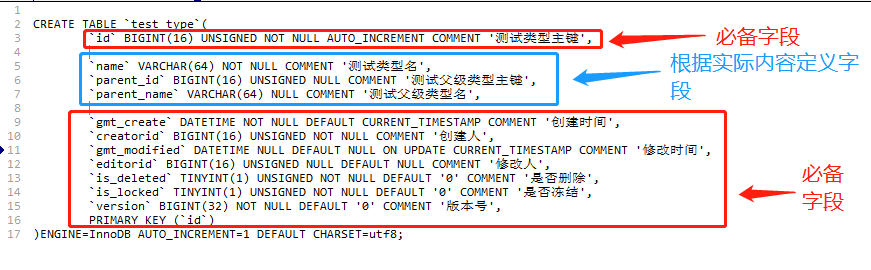 1
2 CREATE TABLE `test_type`(
3 `id` BIGINT(16) UNSIGNED NOT NULL AUTO_INCREMENT COMMENT '测试类型主键',
必备字段
4
5 `name` VARCHAR(64) NOT NULL COMMENT '测试类型名',
6 `parent_id` BIGINT(16) UNSIGNED NULL COMMENT '测试父级类型主键',
7 `parent_name` VARCHAR(64) NULL COMMENT '测试父级类型名',
根据实际内容定义字
段
8
9 `gmt_create` DATETIME NOT NULL DEFAULT CURRENT_TIMESTAMP COMMENT '创建时间',
10 `creatorid` BIGINT(16) UNSIGNED NOT NULL COMMENT '创建人',
11 `gmt_modified` DATETIME NULL DEFAULT NULL ON UPDATE CURRENT_TIMESTAMP COMMENT '修改时间',
12 `editorid` BIGINT(16) UNSIGNED NULL DEFAULT NULL COMMENT '修改人',
13 `is_deleted` TINYINT(1) UNSIGNED NOT NULL DEFAULT '0' COMMENT '是否删除',
14 `is_locked` TINYINT(1) UNSIGNED NOT NULL DEFAULT '0' COMMENT '是否冻结',
15 `version` BIGINT(32) NOT NULL DEFAULT '0' COMMENT '版本号',
16 PRIMARY KEY (`id`)
17 )ENGINE=InnoDB AUTO_INCREMENT=1 DEFAULT CHARSET=utf8;
必备
字段